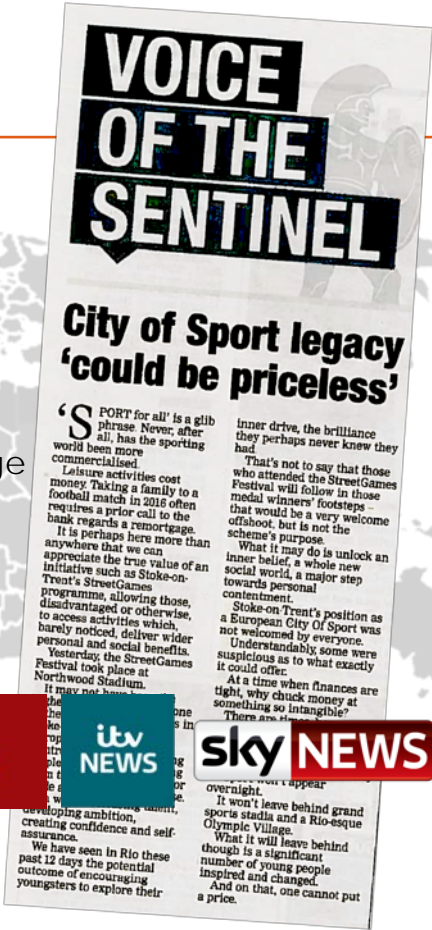 VOICE
OF THE
SENTINEL
City of Sport legacy
‘could be priceless’
‘SPORT for all’ is a glib
phrase. Never, after
all, has the sporting
world been more
commercialised.
Leisure activities cost
money. Taking a family to a
football match in 2016 often
requires a prior call to the
bank regards a remortgage.
It is perhaps here more than
anywhere that we can
appreciate the true value of an
initiative such as Stoke-on-
Trent’s StreetGames
programme, allowing those,
disadvantaged or otherwise,
to access activities which,
barely noticed, deliver wider
personal and social benefits.
Yesterday, the StreetGames
Festival took place at
Northwood Stadium.
It may not have
developing ambition,
creating confidence and self-
assurance.
We have seen in Rio these
past 12 days the potential
outcome of encouraging
youngsters to explore their
inner drive, the brilliance
they perhaps never knew they
had.
That’s not to say that those
who attended the StreetGames
Festival will follow in those
medal winners’ footsteps –
that would be a very welcome
offshoot, but is not the
scheme’s purpose.
What it may do is unlock an
inner belief, a whole new
social world, a major step
towards personal
contentment.
Stoke-on-Trent’s position as
a European City Of Sport was
not welcomed by everyone.
Understandably, some were
suspicious as to what exactly
it could offer.
At a time when finances are
tight, why chuck money at
something so intangible?
There are
appear
overnight.
It won’t leave behind grand
sports stadia and a Rio-esque
Olympic Village.
What it will leave behind
though is a significant
number of young people
inspired and changed.
And on that, one cannot put
a price.
itv
NEWS
sky NEWS